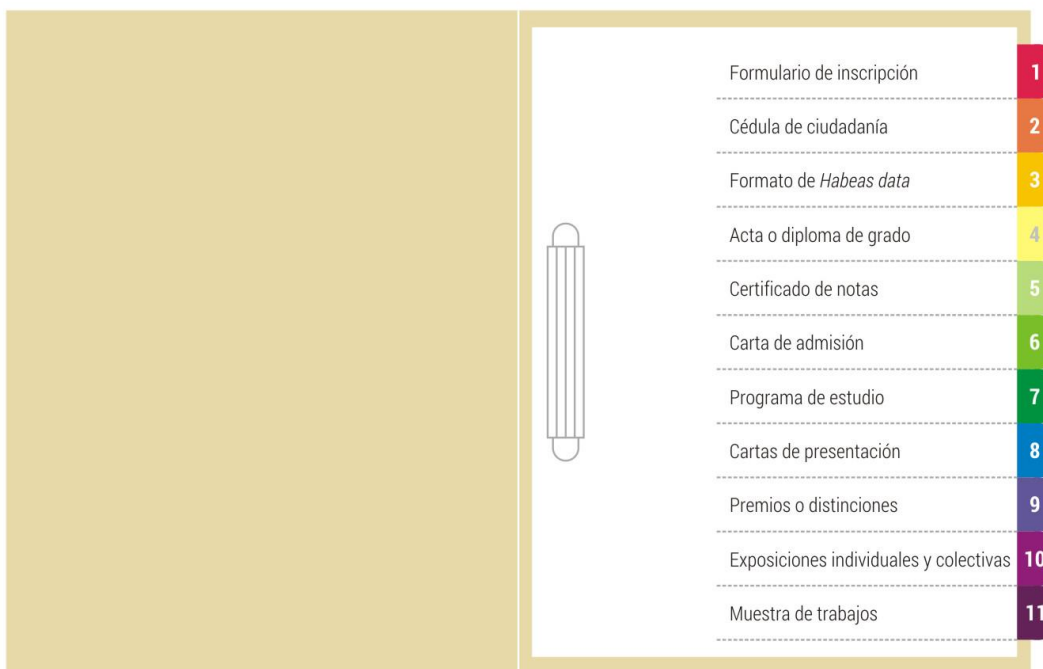 Formulario de inscripción 1
Cédula de ciudadanía 2
Formato de Habeas data 3
Acta o diploma de grado 4
Certificado de notas 5
Carta de admisión 6
Programa de estudio 7
Cartas de presentación 8
Premios o distinciones 9
Exposiciones individuales y colectivas 10
Muestra de trabajos 11